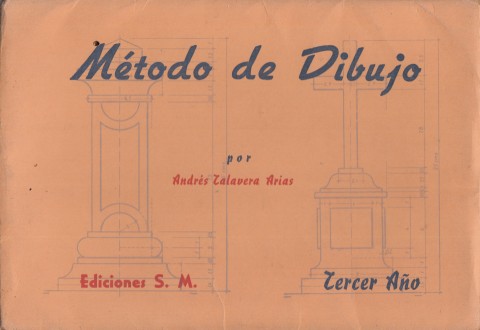 Método de Dibujo
por
Andrés Talavera Arias
Ediciones S. M.
Tercer Año